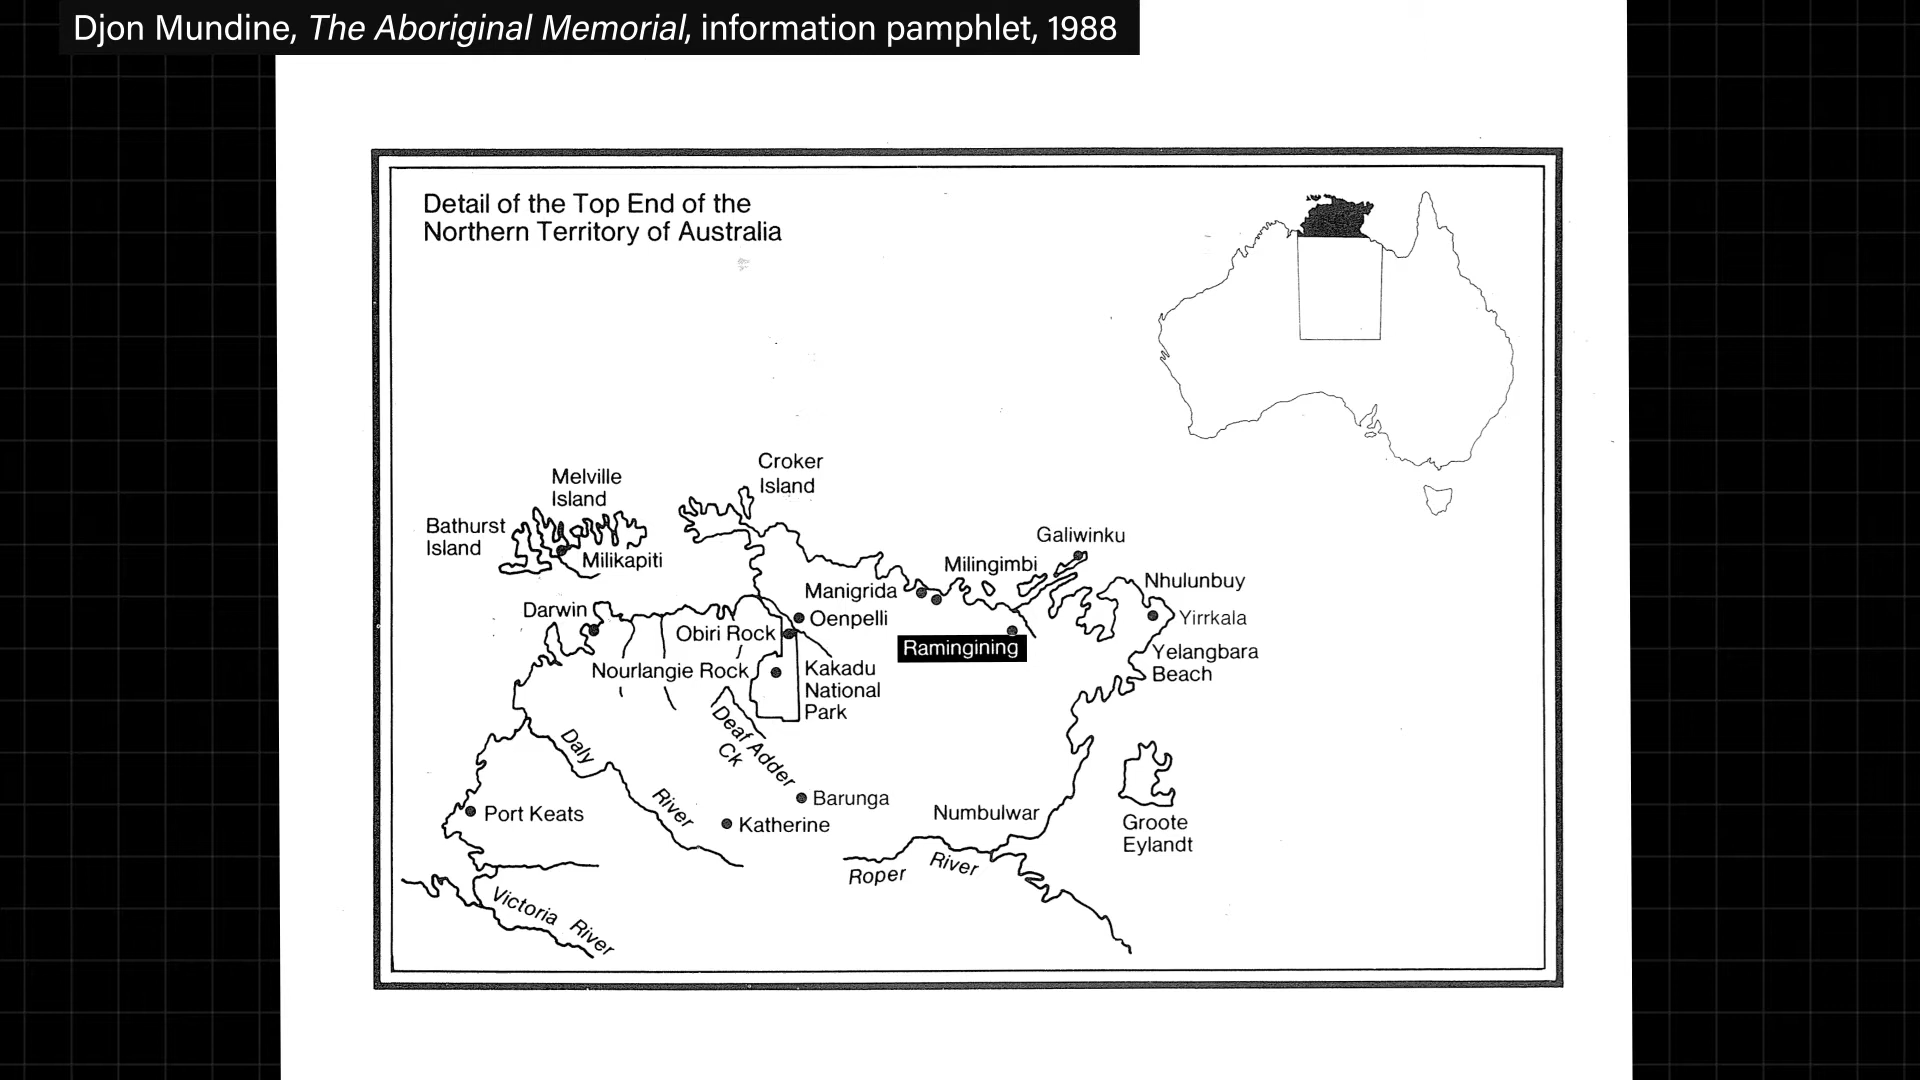 Djon Mundine, The Aboriginal Memorial, information pamphlet, 1988
Detail of the Top End of the
Northern Territory of Australia
Croker
Island
Melville
Island
Bathurst
Island
Milikapiti
Galiwinku
Milingimbi
Nhulunbuy
Manigrida
Darwin
Oenpelli
Yirrkala
Obiri Rock
Ramingining
Yelangbara
Beach
Nourlangie Rock
Kakadu
National
Park
Deaf Adder
Ck
Daly
River
Barunga
Port Keats
Katherine
Numbulwar
Groote
Eylandt
Roper River
Victoria River